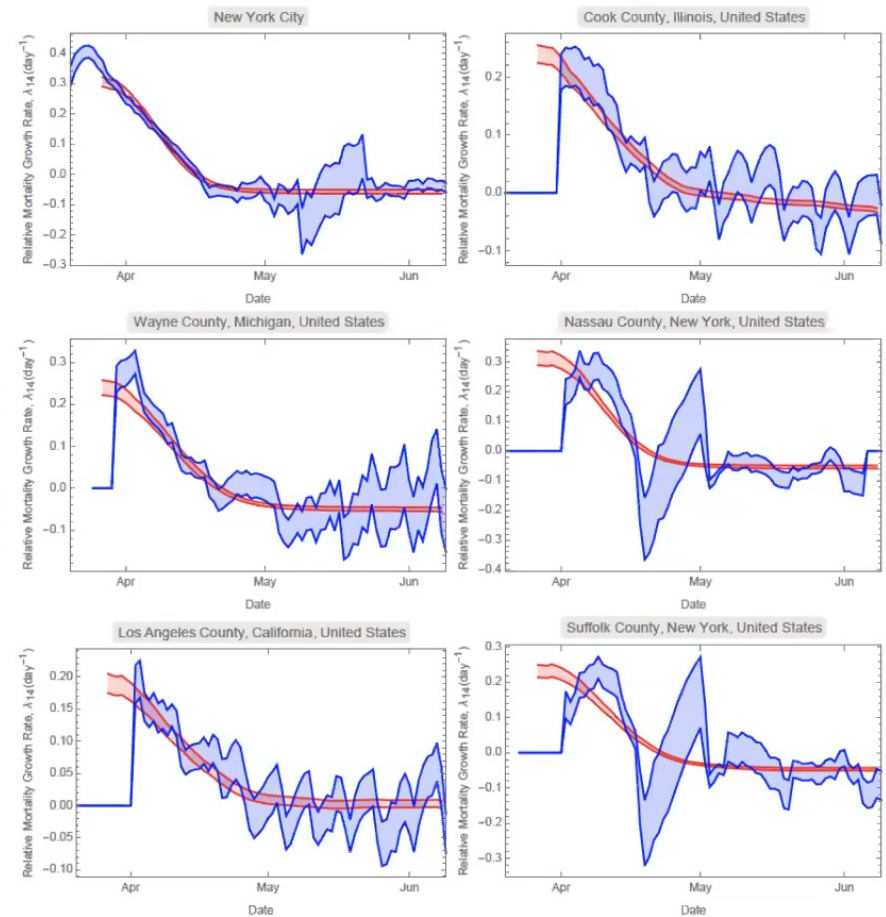 New York City
Relative Mortality Growth Rate, λ₁₄(day⁻¹)
0.4
0.3
0.2
0.1
0.0
−0.1
−0.2
−0.3
Apr May Jun
Date
Cook County, Illinois, United States
Relative Mortality Growth Rate, λ₁₄(day⁻¹)
0.2
0.1
0.0
−0.1
Apr May Jun
Date
Wayne County, Michigan, United States
Relative Mortality Growth Rate, λ₁₄(day⁻¹)
0.3
0.2
0.1
0.0
−0.1
Apr May Jun
Date
Nassau County, New York, United States
Relative Mortality Growth Rate, λ₁₄(day⁻¹)
0.3
0.2
0.1
0.0
−0.1
−0.2
−0.3
−0.4
Apr May Jun
Date
Los Angeles County, California, United States
Relative Mortality Growth Rate, λ₁₄(day⁻¹)
0.20
0.15
0.10
0.05
0.00
−0.05
−0.10
Apr May Jun
Date
Suffolk County, New York, United States
Relative Mortality Growth Rate, λ₁₄(day⁻¹)
0.3
0.2
0.1
0.0
−0.1
−0.2
−0.3
Apr May Jun
Date